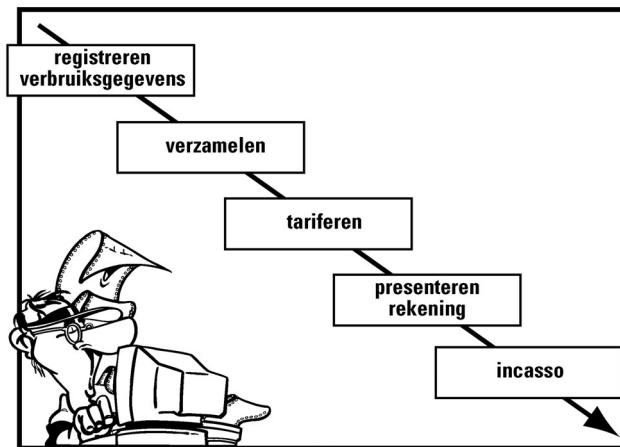 registreren
verbruiksgegevens
verzamelen
tariferen
presenteren
rekening
incasso